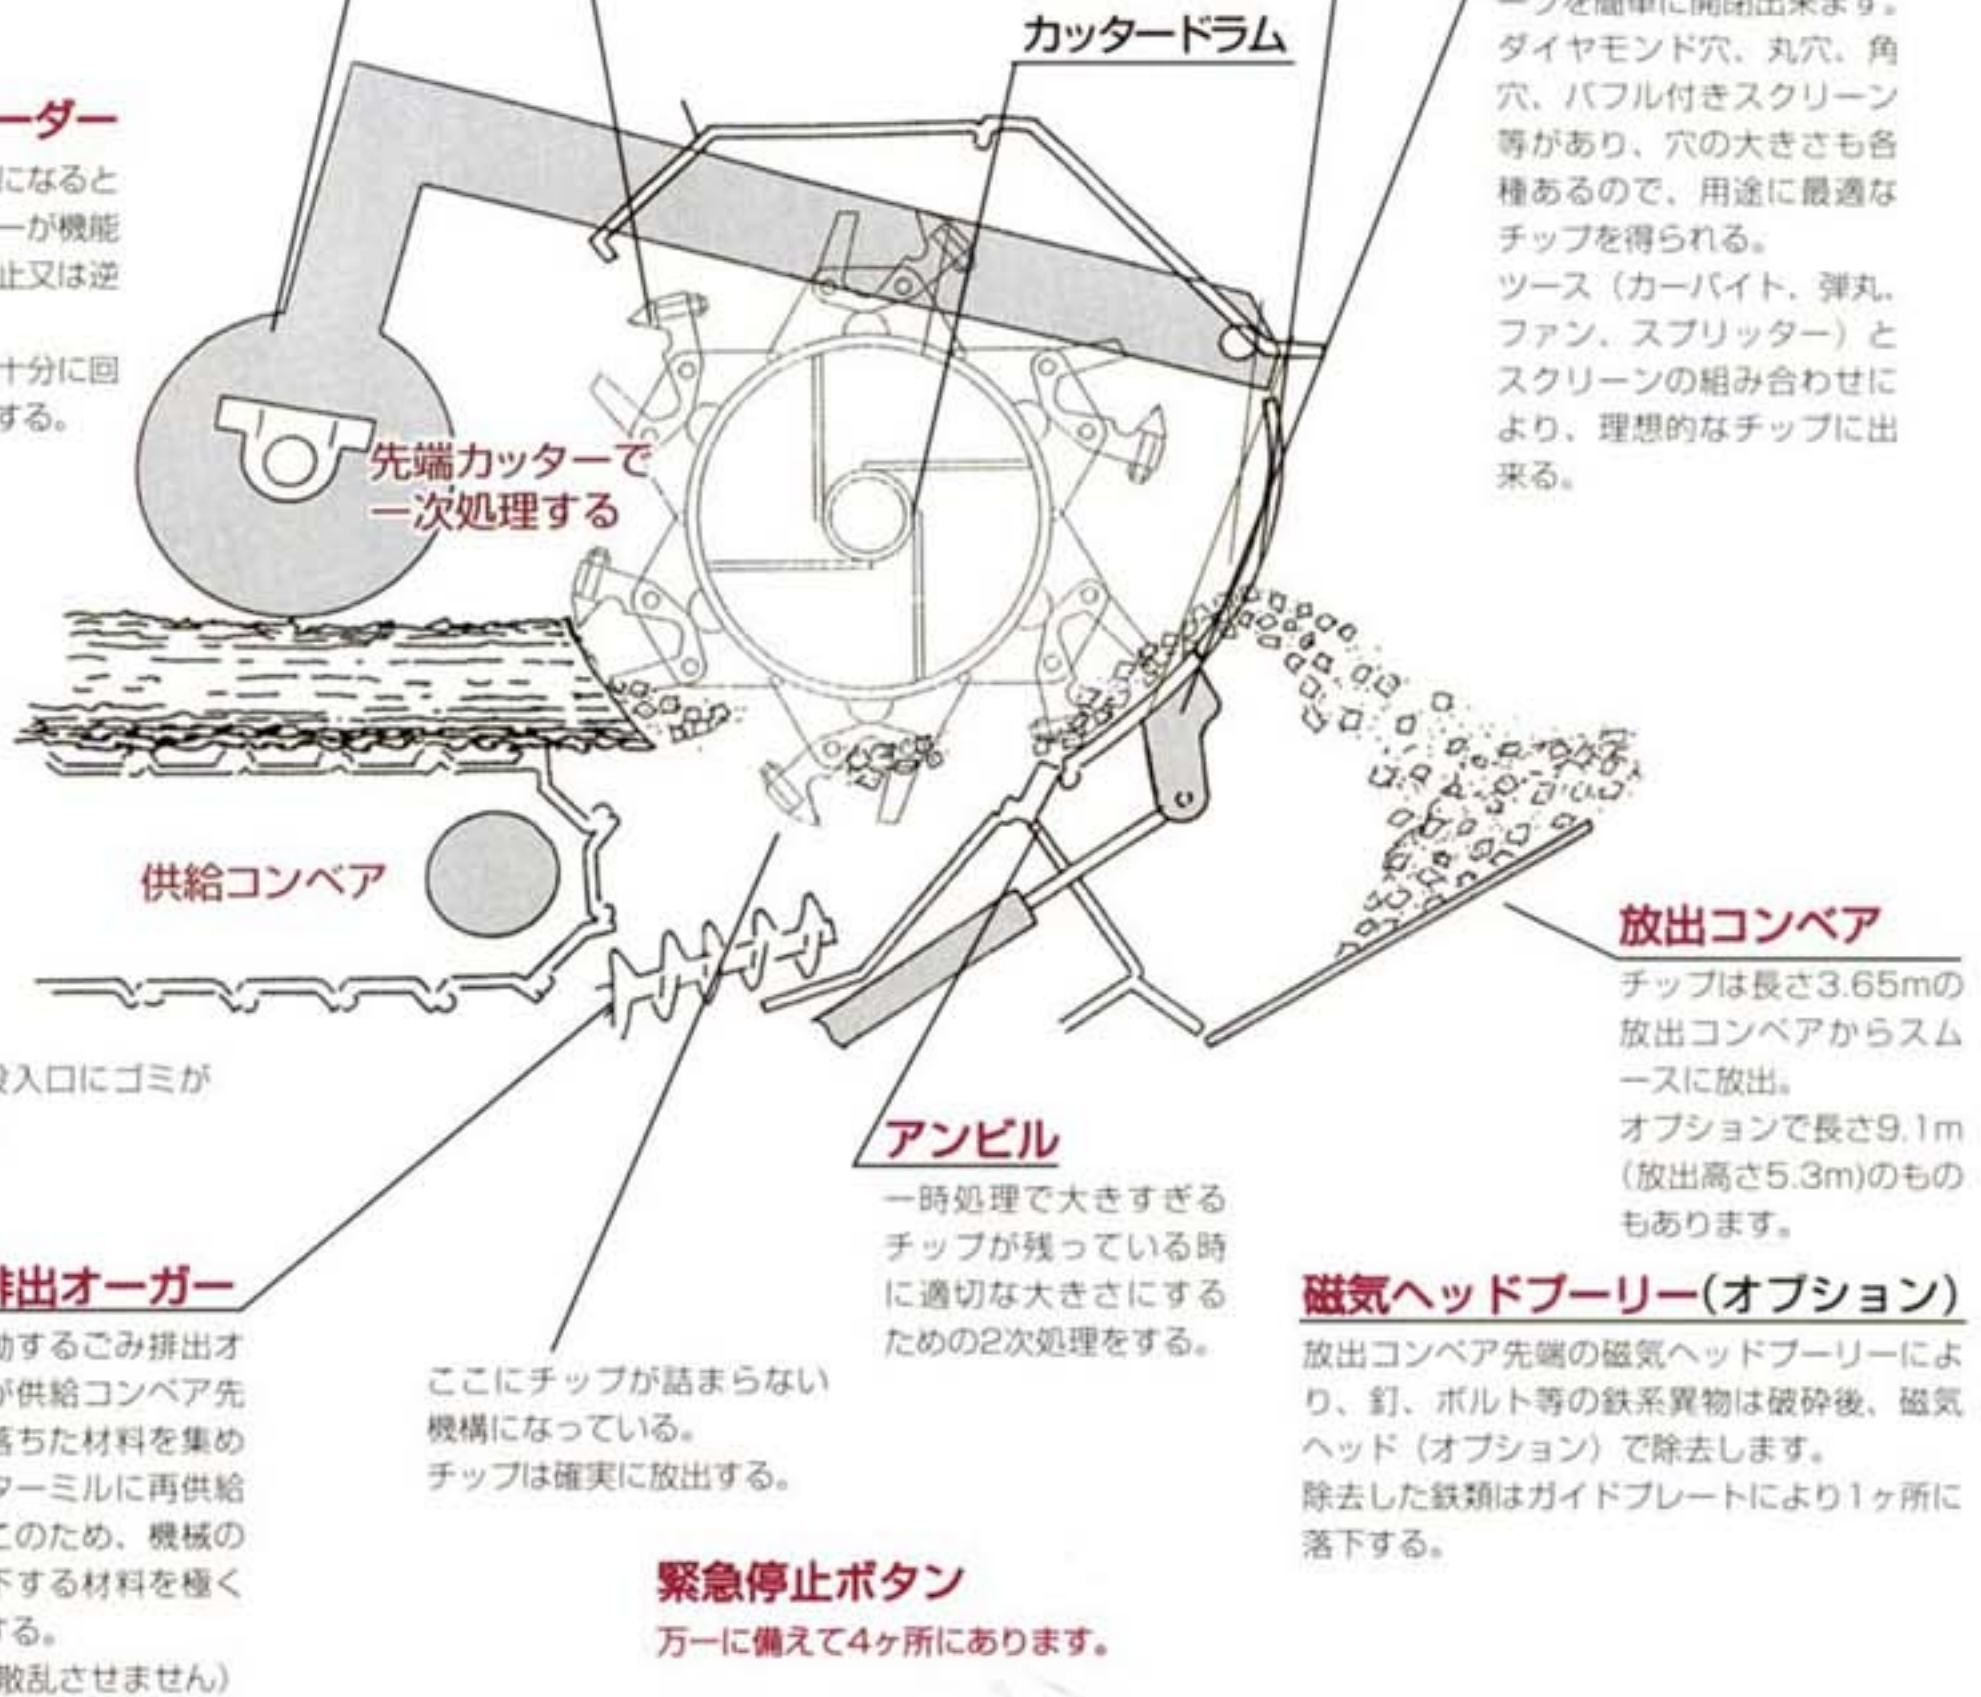 カッタードラム
ーダー
になると
ーが機能
止又は逆
十分に回
する。
先端カッターで
一次処理する
ープを簡単に開閉出来ます。
ダイヤモンド穴、丸穴、角
穴、バフル付きスクリーン
等があり、穴の大きさも各
種あるので、用途に最適な
チップを得られる。
ツース（カーバイト、弾丸、
ファン、スプリッター）と
スクリーンの組み合わせに
より、理想的なチップに出
来る。
供給コンベア
投入口にゴミが
放出コンベア
チップは長さ3.65mの
放出コンベアからスム
ースに放出。
オプションで長さ9.1m
(放出高さ5.3m)のもの
もあります。
アンビル
一時処理で大きすぎる
チップが残っている時
に適切な大きさにする
ための2次処理をする。
排出オーガー
動するごみ排出オ
が供給コンベア先
落ちた材料を集め
ターミルに再供給
このため、機械の
下する材料を極く
する。
散乱させません）
ここにチップが詰まらない
機構になっている。
チップは確実に放出する。
磁気ヘッドプーリー(オプション)
放出コンベア先端の磁気ヘッドプーリーによ
り、釘、ボルト等の鉄系異物は破砕後、磁気
ヘッド（オプション）で除去します。
除去した鉄類はガイドプレートにより1ヶ所に
落下する。
緊急停止ボタン
万一に備えて4ヶ所にあります。